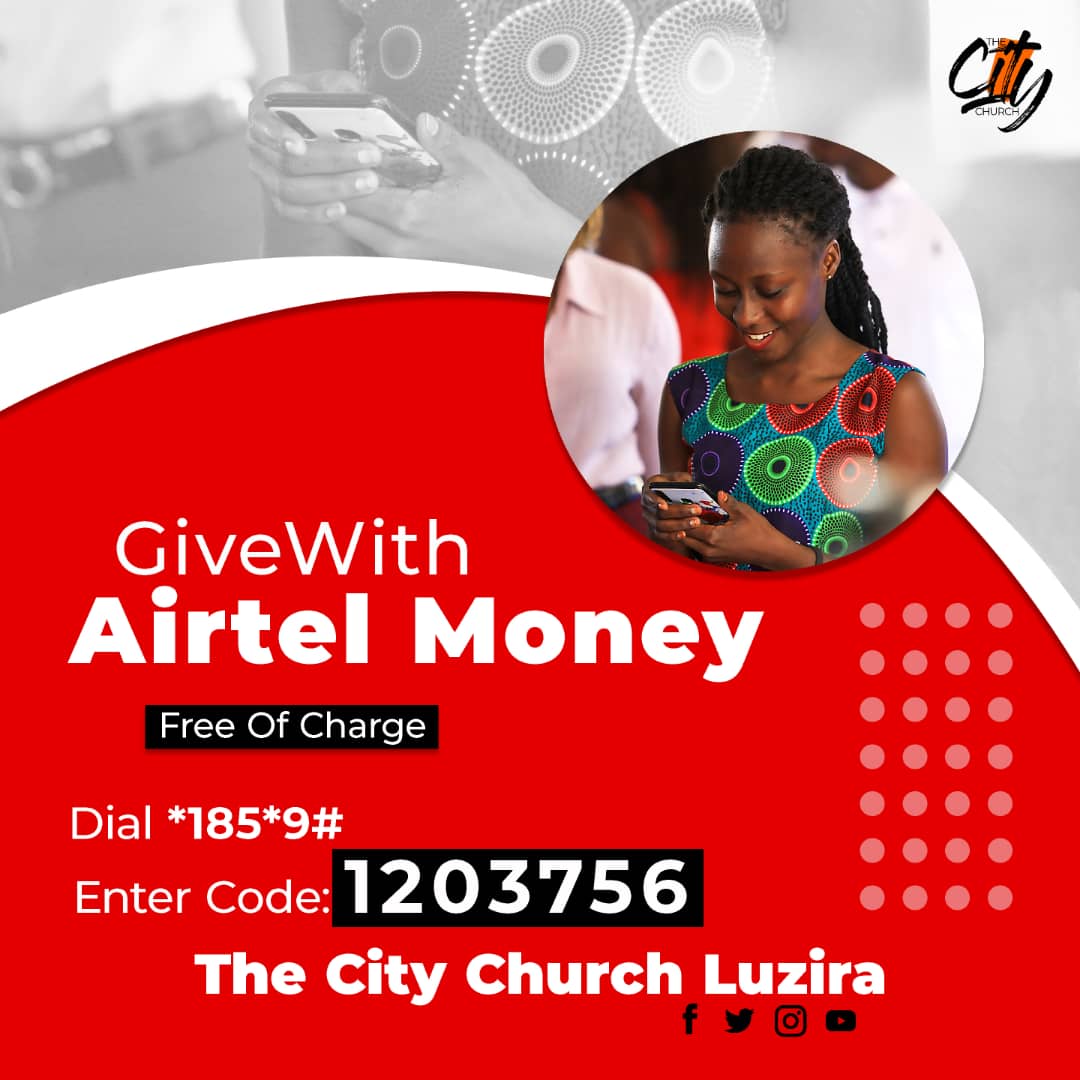 THE
City
CHURCH
GiveWith
Airtel Money
Free Of Charge
Dial *185*9#
Enter Code: 1203756
The City Church Luzira